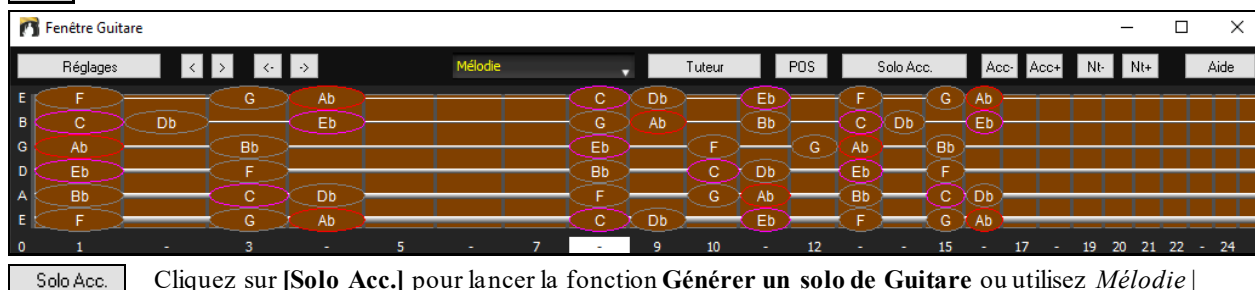 Fenêtre Guitare
Réglages < > <- -> Mélodie Tuteur POS Solo Acc. Acc- Acc+ Nt- Nt+ Aide
E F G Ab C Db Eb F G Ab
B C Db Eb G Ab Bb C Db Eb
G Ab Bb Eb F G Ab Bb
D Eb F Bb C Db Eb F
A Bb C Db F G Ab Bb C Db
E F G Ab C Db Eb F G Ab
0 1 - 3 - 5 - 7 - 9 10 - 12 - - 15 - 17 - 19 20 21 22 - 24
Solo Acc. Cliquez sur [Solo Acc.] pour lancer la fonction Générer un solo de Guitare ou utilisez Mélodie |